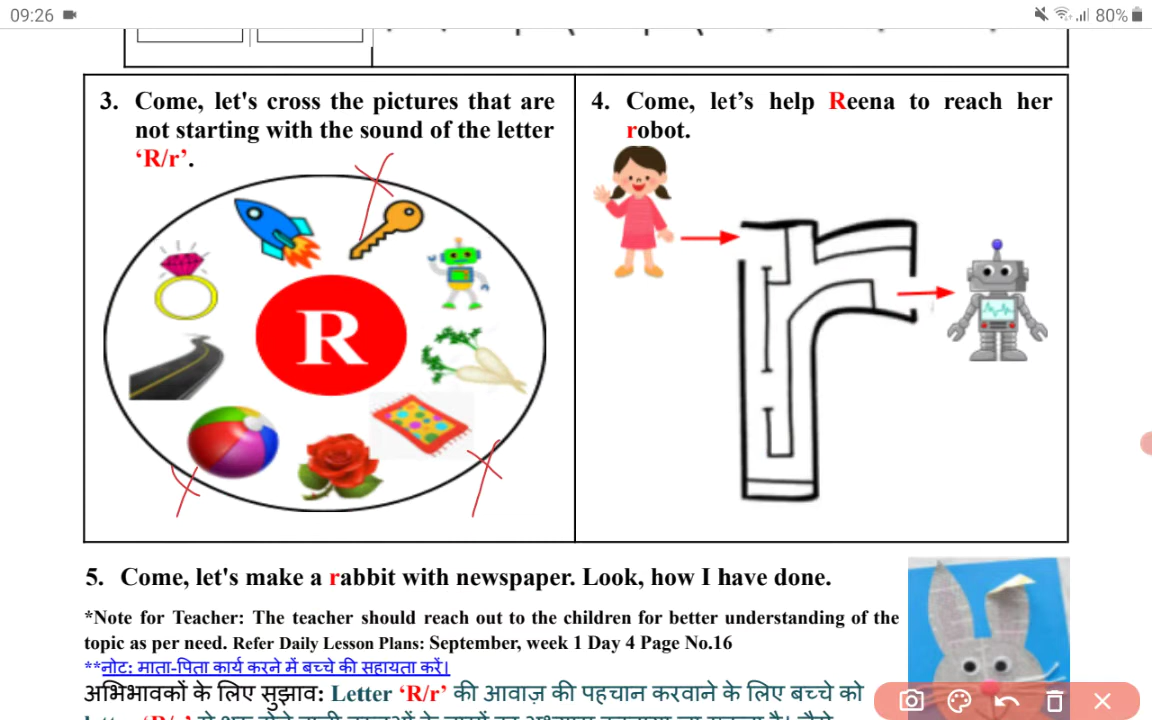 09:26
80%
3. Come, let's cross the pictures that are
not starting with the sound of the letter
‘R/r’.
R
4. Come, let’s help Reena to reach her
robot.
5. Come, let's make a rabbit with newspaper. Look, how I have done.
*Note for Teacher: The teacher should reach out to the children for better understanding of the
topic as per need. Refer Daily Lesson Plans: September, week 1 Day 4 Page No.16
**नोट: माता-पिता कार्य करने में बच्चे की सहायता करें।
अभिभावकों के लिए सुझाव: Letter ‘R/r’ की आवाज़ की पहचान करवाने के लिए बच्चे को